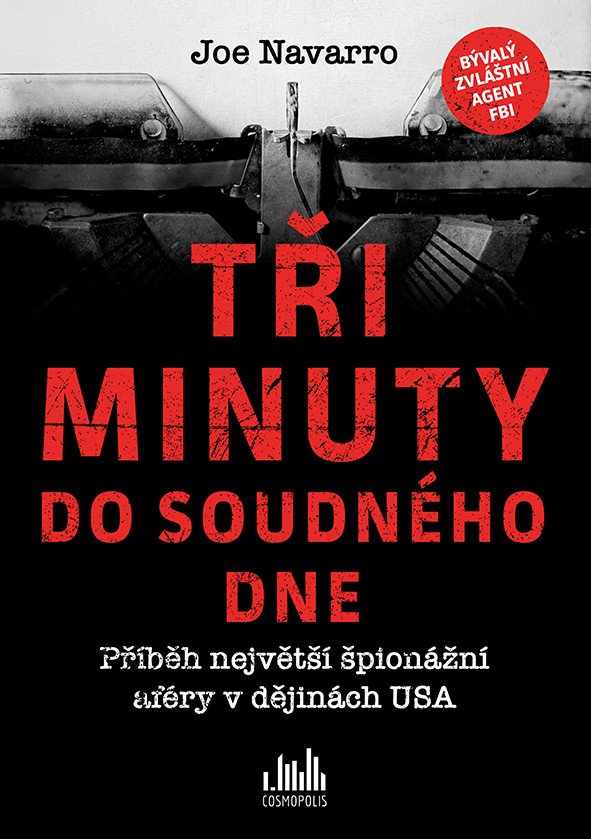 Joe Navarro
BÝVALÝ
ZVLÁŠTNÍ
AGENT
FBI
TŘI
MINUTY
DO SOUDNÉHO
DNE
Příběh největší špionážní
aféry v dějinách USA
COSMOPOLIS